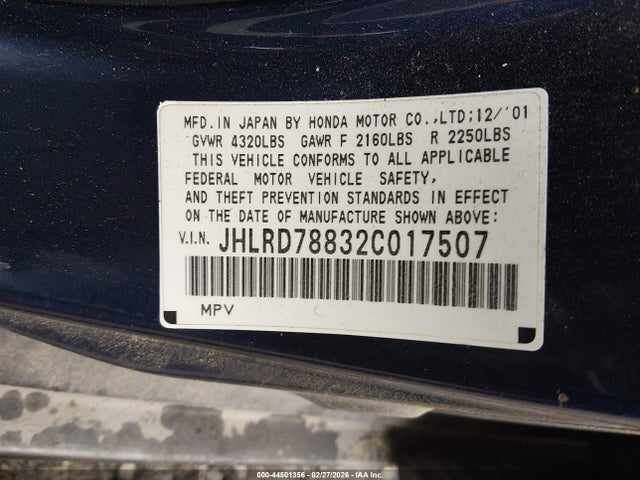 MFD. IN JAPAN BY HONDA MOTOR CO.,LTD;12/'01
GVWR 4320LBS GAWR F 2160LBS R 2250LBS
THIS VEHICLE CONFORMS TO ALL APPLICABLE
FEDERAL MOTOR VEHICLE SAFETY,
AND THEFT PREVENTION STANDARDS IN EFFECT
ON THE DATE OF MANUFACTURE SHOWN ABOVE:
V.I.N. JHLRD78832C017507
MPV
000-44501356 - 02/27/2026 - IAA Inc.